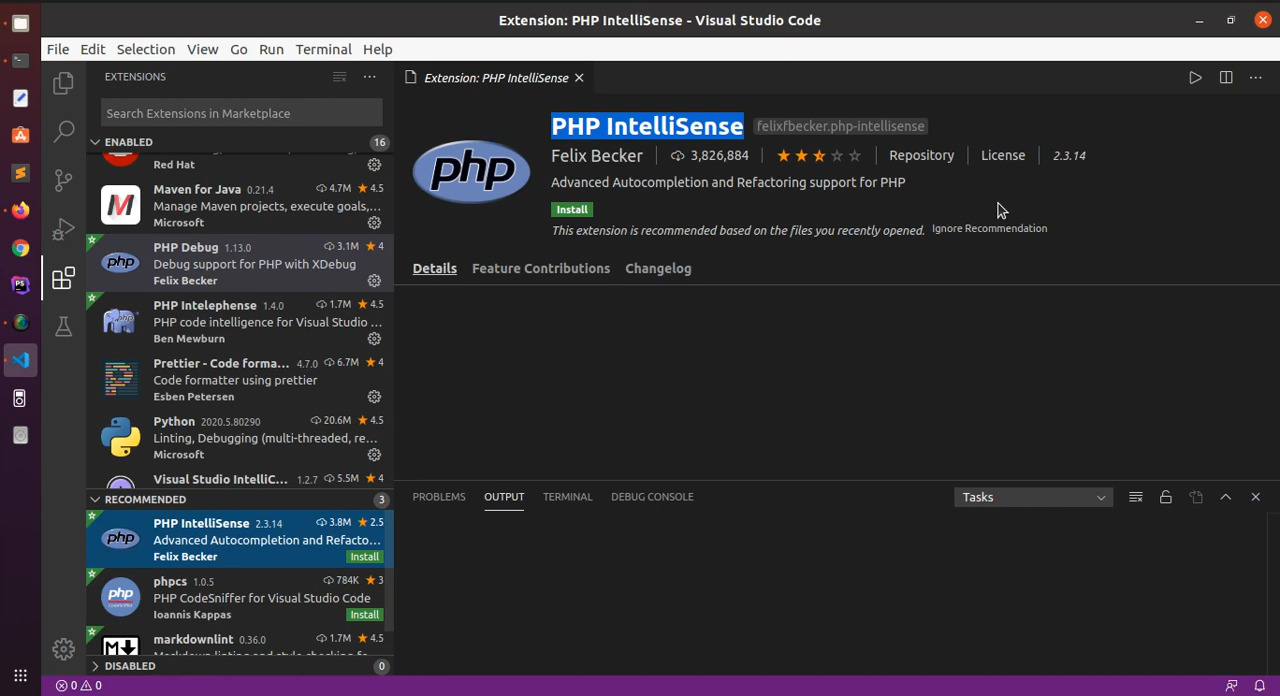 Extension: PHP IntelliSense - Visual Studio Code
File Edit Selection View Go Run Terminal Help
EXTENSIONS
Search Extensions in Marketplace
ENABLED 16
Red Hat
Maven for Java 0.21.4 4.7M 4.5
Manage Maven projects, execute goals,...
Microsoft
PHP Debug 1.13.0 3.1M 4
Debug support for PHP with XDebug
Felix Becker
PHP Intelephense 1.4.0 1.7M 4.5
PHP code intelligence for Visual Studio ...
Ben Mewburn
Prettier - Code forma... 4.7.0 6.7M 4
Code formatter using prettier
Esben Petersen
Python 2020.5.80290 20.6M 4.5
Linting, Debugging (multi-threaded, re...
Microsoft
Visual Studio IntelliC... 1.2.7 5.5M 4
RECOMMENDED 3
PHP IntelliSense 2.3.14 3.8M 2.5
Advanced Autocompletion and Refacto...
Felix Becker Install
phpcs 1.0.5 784K 3
PHP CodeSniffer for Visual Studio Code
Ioannis Kappas Install
markdownlint 0.36.0 1.7M 4.5
DISABLED 0
Extension: PHP IntelliSense
php
PHP IntelliSense felixfbecker.php-intellisense
Felix Becker 3,826,884 Repository License 2.3.14
Advanced Autocompletion and Refactoring support for PHP
Install
This extension is recommended based on the files you recently opened. Ignore Recommendation
Details Feature Contributions Changelog
PROBLEMS OUTPUT TERMINAL DEBUG CONSOLE Tasks
0 0